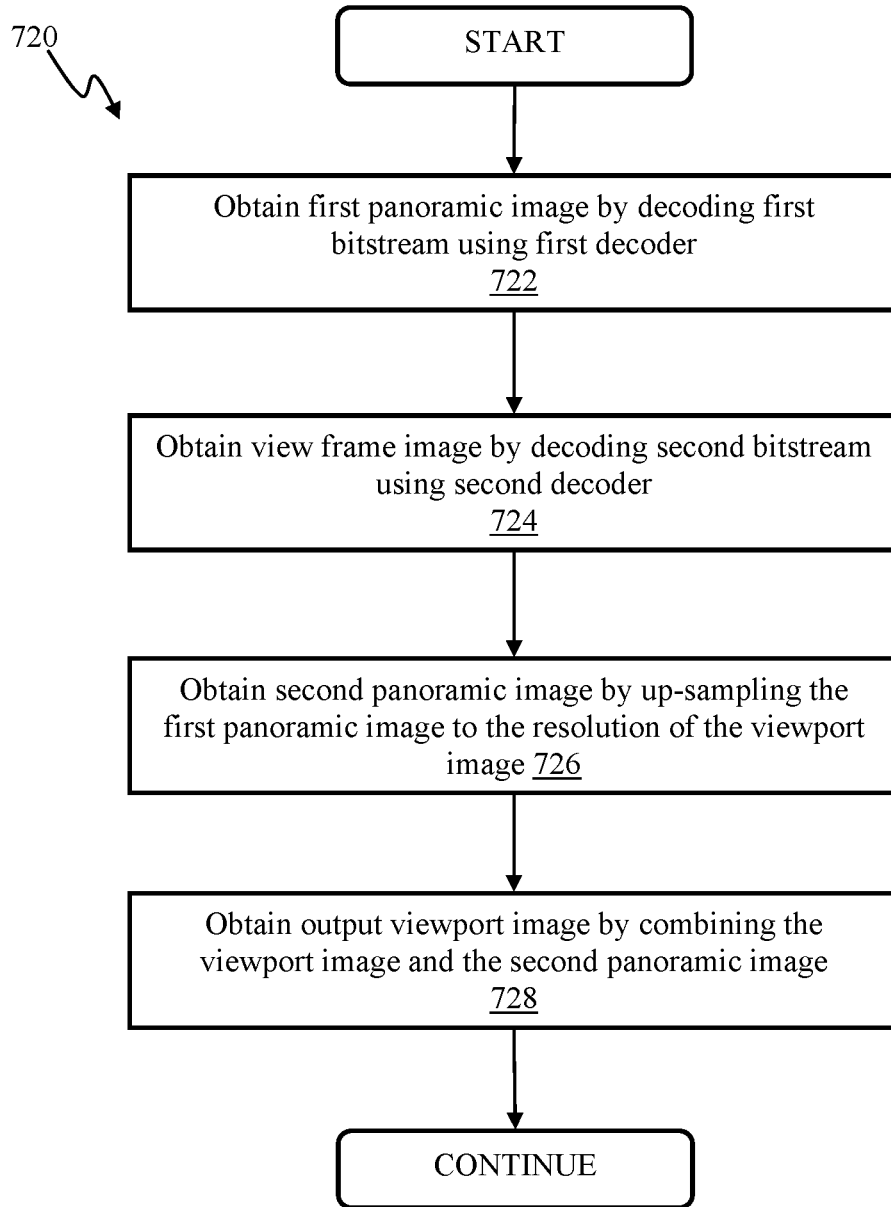 720
START
Obtain first panoramic image by decoding first
bitstream using first decoder
722
Obtain view frame image by decoding second bitstream
using second decoder
724
Obtain second panoramic image by up-sampling the
first panoramic image to the resolution of the viewport
image 726
Obtain output viewport image by combining the
viewport image and the second panoramic image
728
CONTINUE